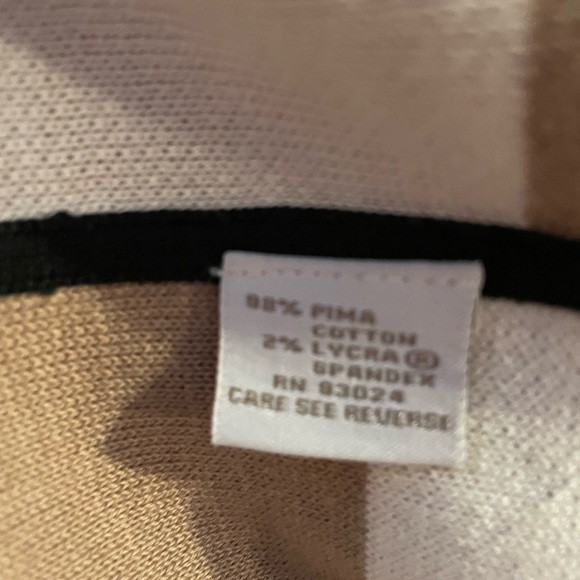 98% PIMA
COTTON
2% LYCRA®
SPANDEX
RN 93024
CARE SEE REVERSE